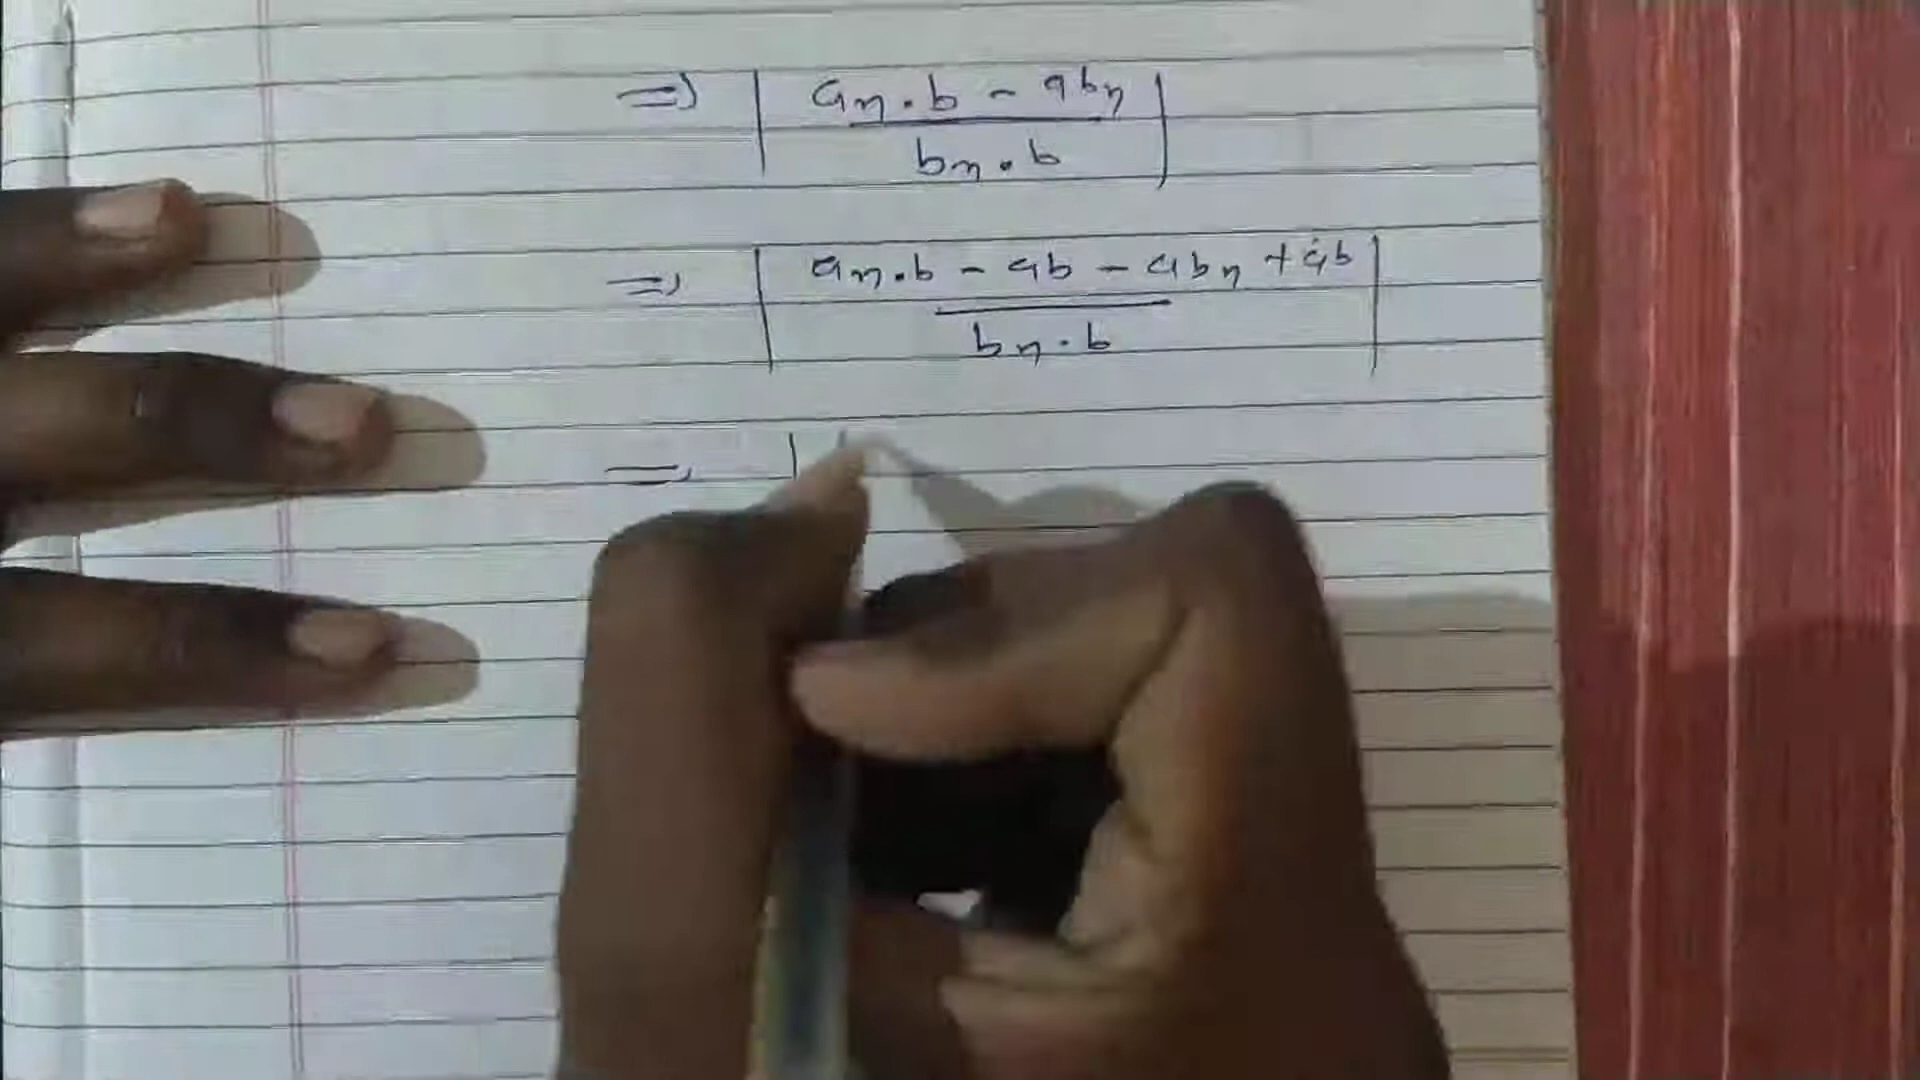 => | aₙ.b - abₙ / bₙ.b |
=> | aₙ.b - ab - abₙ + ab / bₙ.b |
=> |